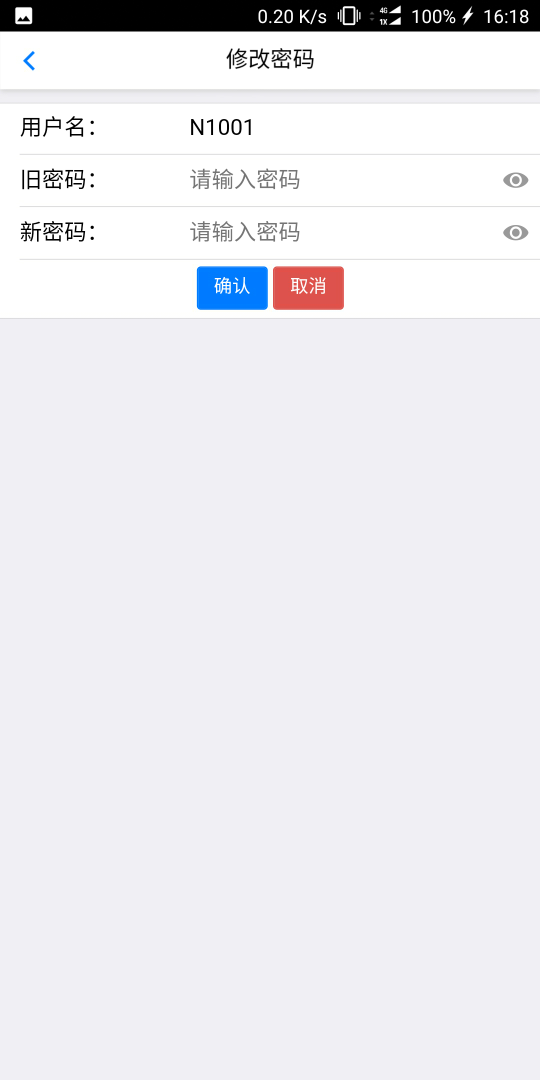 0.20 K/s 4G 1X 100% 16:18
修改密码
用户名： N1001
旧密码： 请输入密码
新密码： 请输入密码
确认 取消